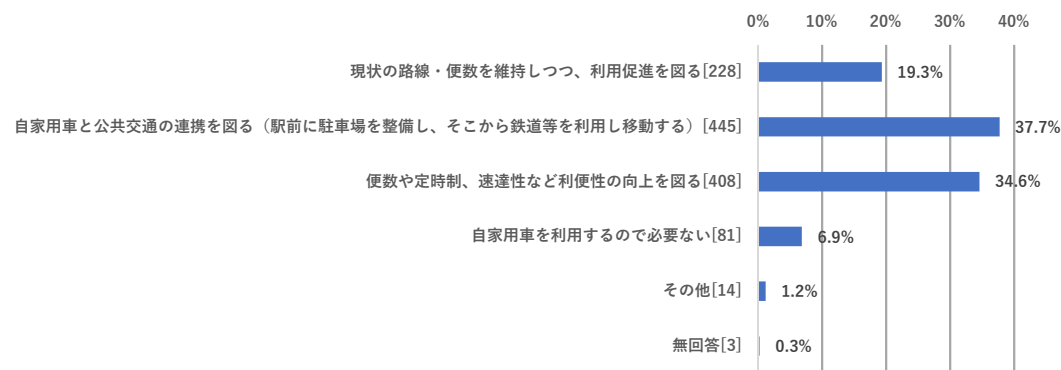 0% 10% 20% 30% 40%
現状の路線・便数を維持しつつ、利用促進を図る[228] 19.3%
自家用車と公共交通の連携を図る（駅前に駐車場を整備し、そこから鉄道等を利用し移動する）[445] 37.7%
便数や定時制、速達性など利便性の向上を図る[408] 34.6%
自家用車を利用するので必要ない[81] 6.9%
その他[14] 1.2%
無回答[3] 0.3%